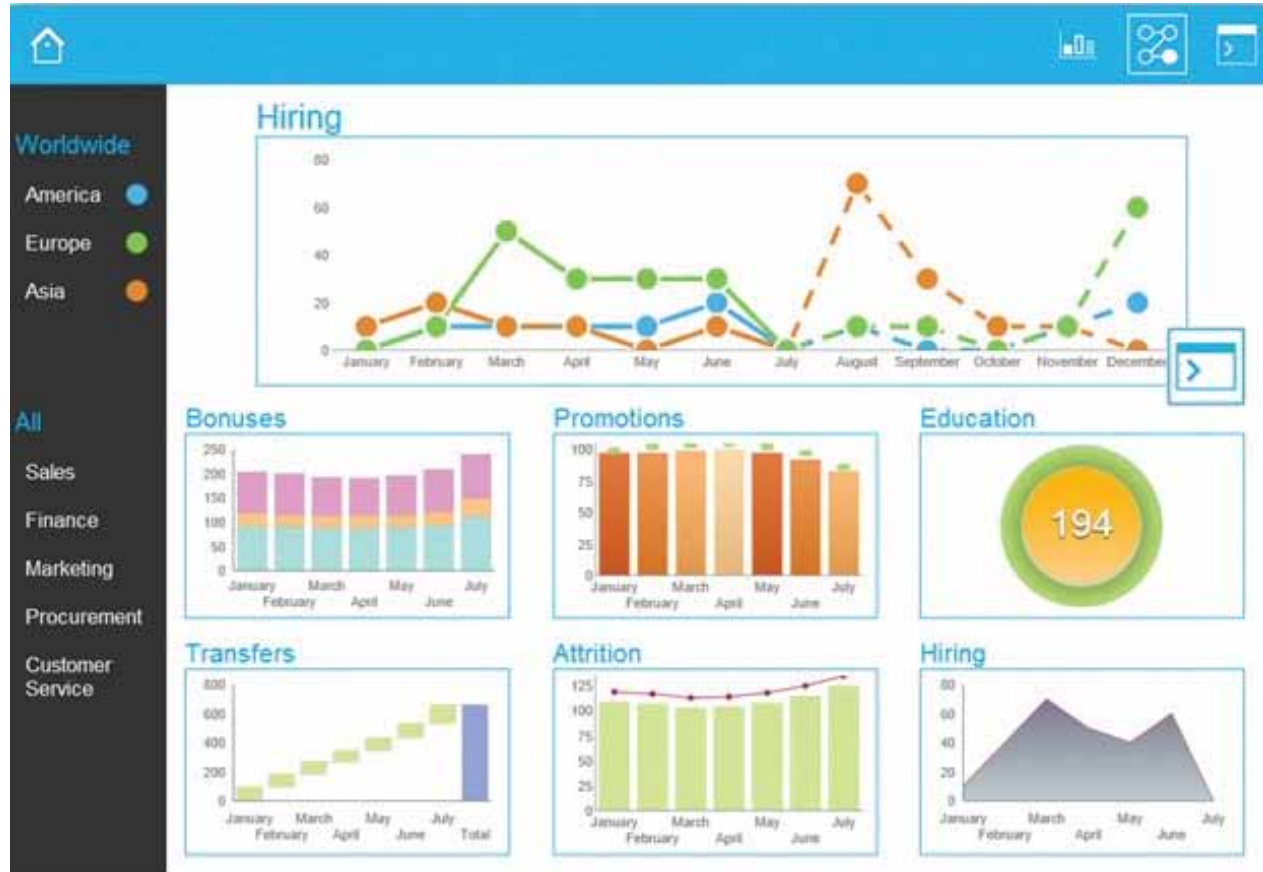 Worldwide
America
Europe
Asia
All
Sales
Finance
Marketing
Procurement
Customer
Service
Hiring
80
60
40
20
0
January February March April May June July August September October November December
Bonuses
250
200
150
100
50
0
January March May July
February April June
Promotions
100
75
50
25
0
January March May July
February April June
Education
194
Transfers
800
600
400
200
0
January March May July
February April June Total
Attrition
125
100
75
50
25
0
January March May July
February April June
Hiring
80
60
40
20
0
January March May July
February April June